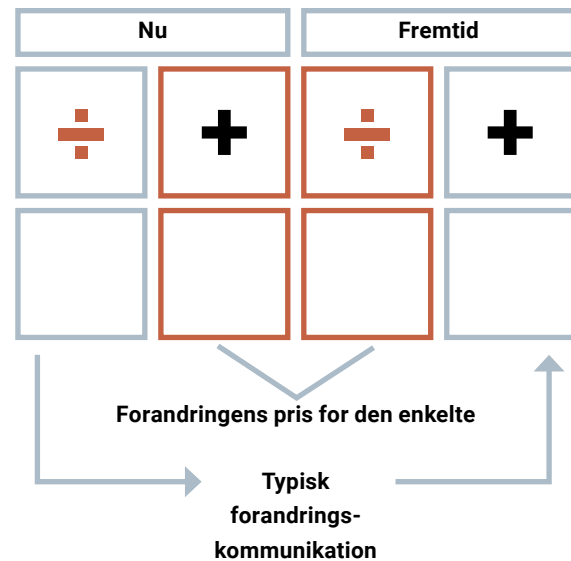 Nu Fremtid
÷ + ÷ +
Forandringens pris for den enkelte
Typisk
forandrings-
kommunikation